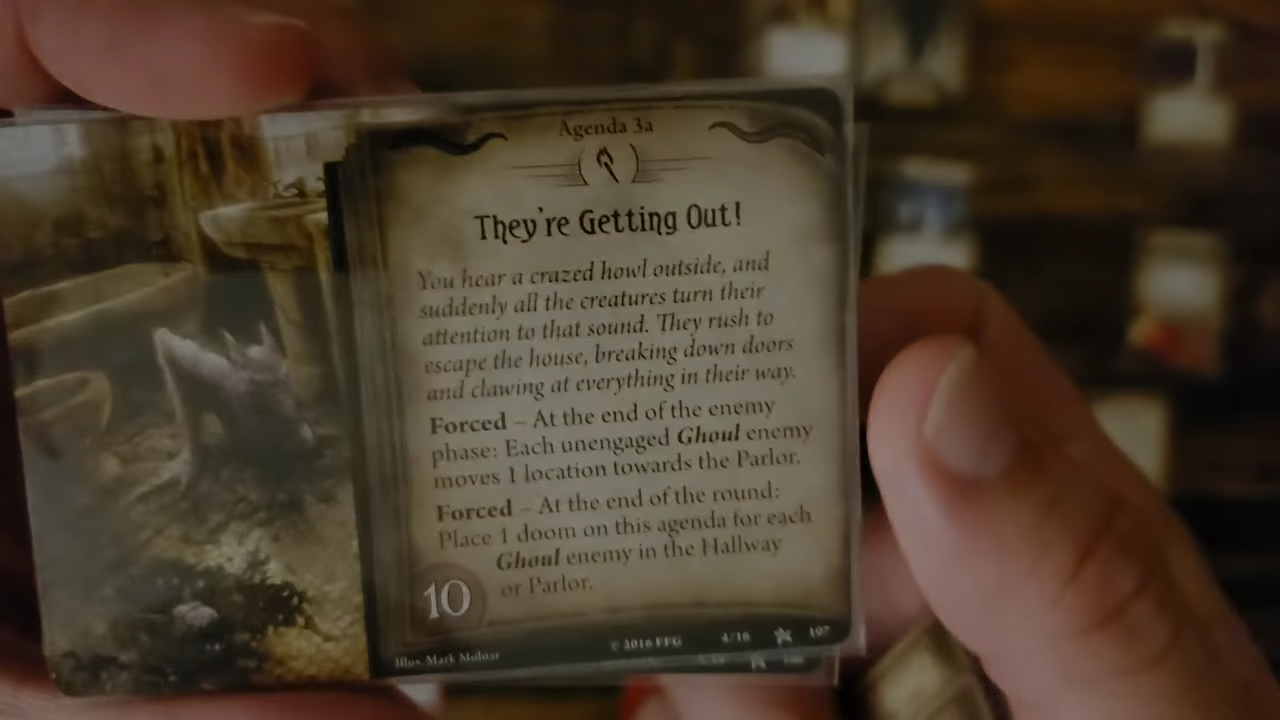 Agenda 3a
They're Getting Out!
You hear a crazed howl outside, and
suddenly all the creatures turn their
attention to that sound. They rush to
escape the house, breaking down doors
and clawing at everything in their way.
Forced – At the end of the enemy
phase: Each unengaged Ghoul enemy
moves 1 location towards the Parlor.
Forced – At the end of the round:
Place 1 doom on this agenda for each
Ghoul enemy in the Hallway
or Parlor.
10
Illus. Mark Molnar
© 2016 FFG 4/16 107